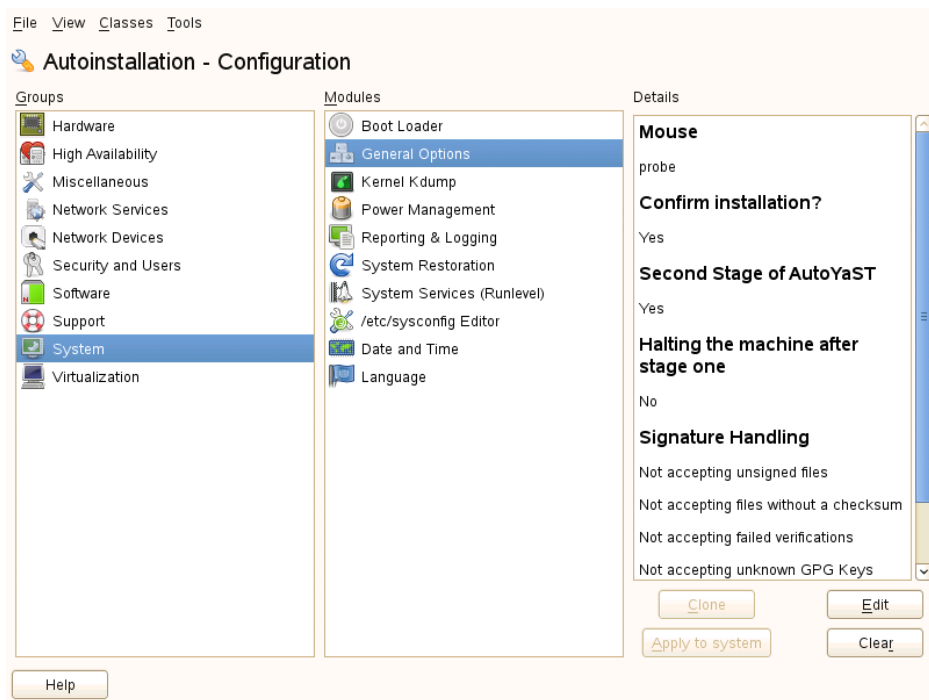 File View Classes Tools
Autoinstallation - Configuration
Groups
Hardware
High Availability
Miscellaneous
Network Services
Network Devices
Security and Users
Software
Support
System
Virtualization
Modules
Boot Loader
General Options
Kernel Kdump
Power Management
Reporting & Logging
System Restoration
System Services (Runlevel)
/etc/sysconfig Editor
Date and Time
Language
Details
Mouse
probe
Confirm installation?
Yes
Second Stage of AutoYaST
Yes
Halting the machine after
stage one
No
Signature Handling
Not accepting unsigned files
Not accepting files without a checksum
Not accepting failed verifications
Not accepting unknown GPG Keys
Clone
Edit
Apply to system
Clear
Help